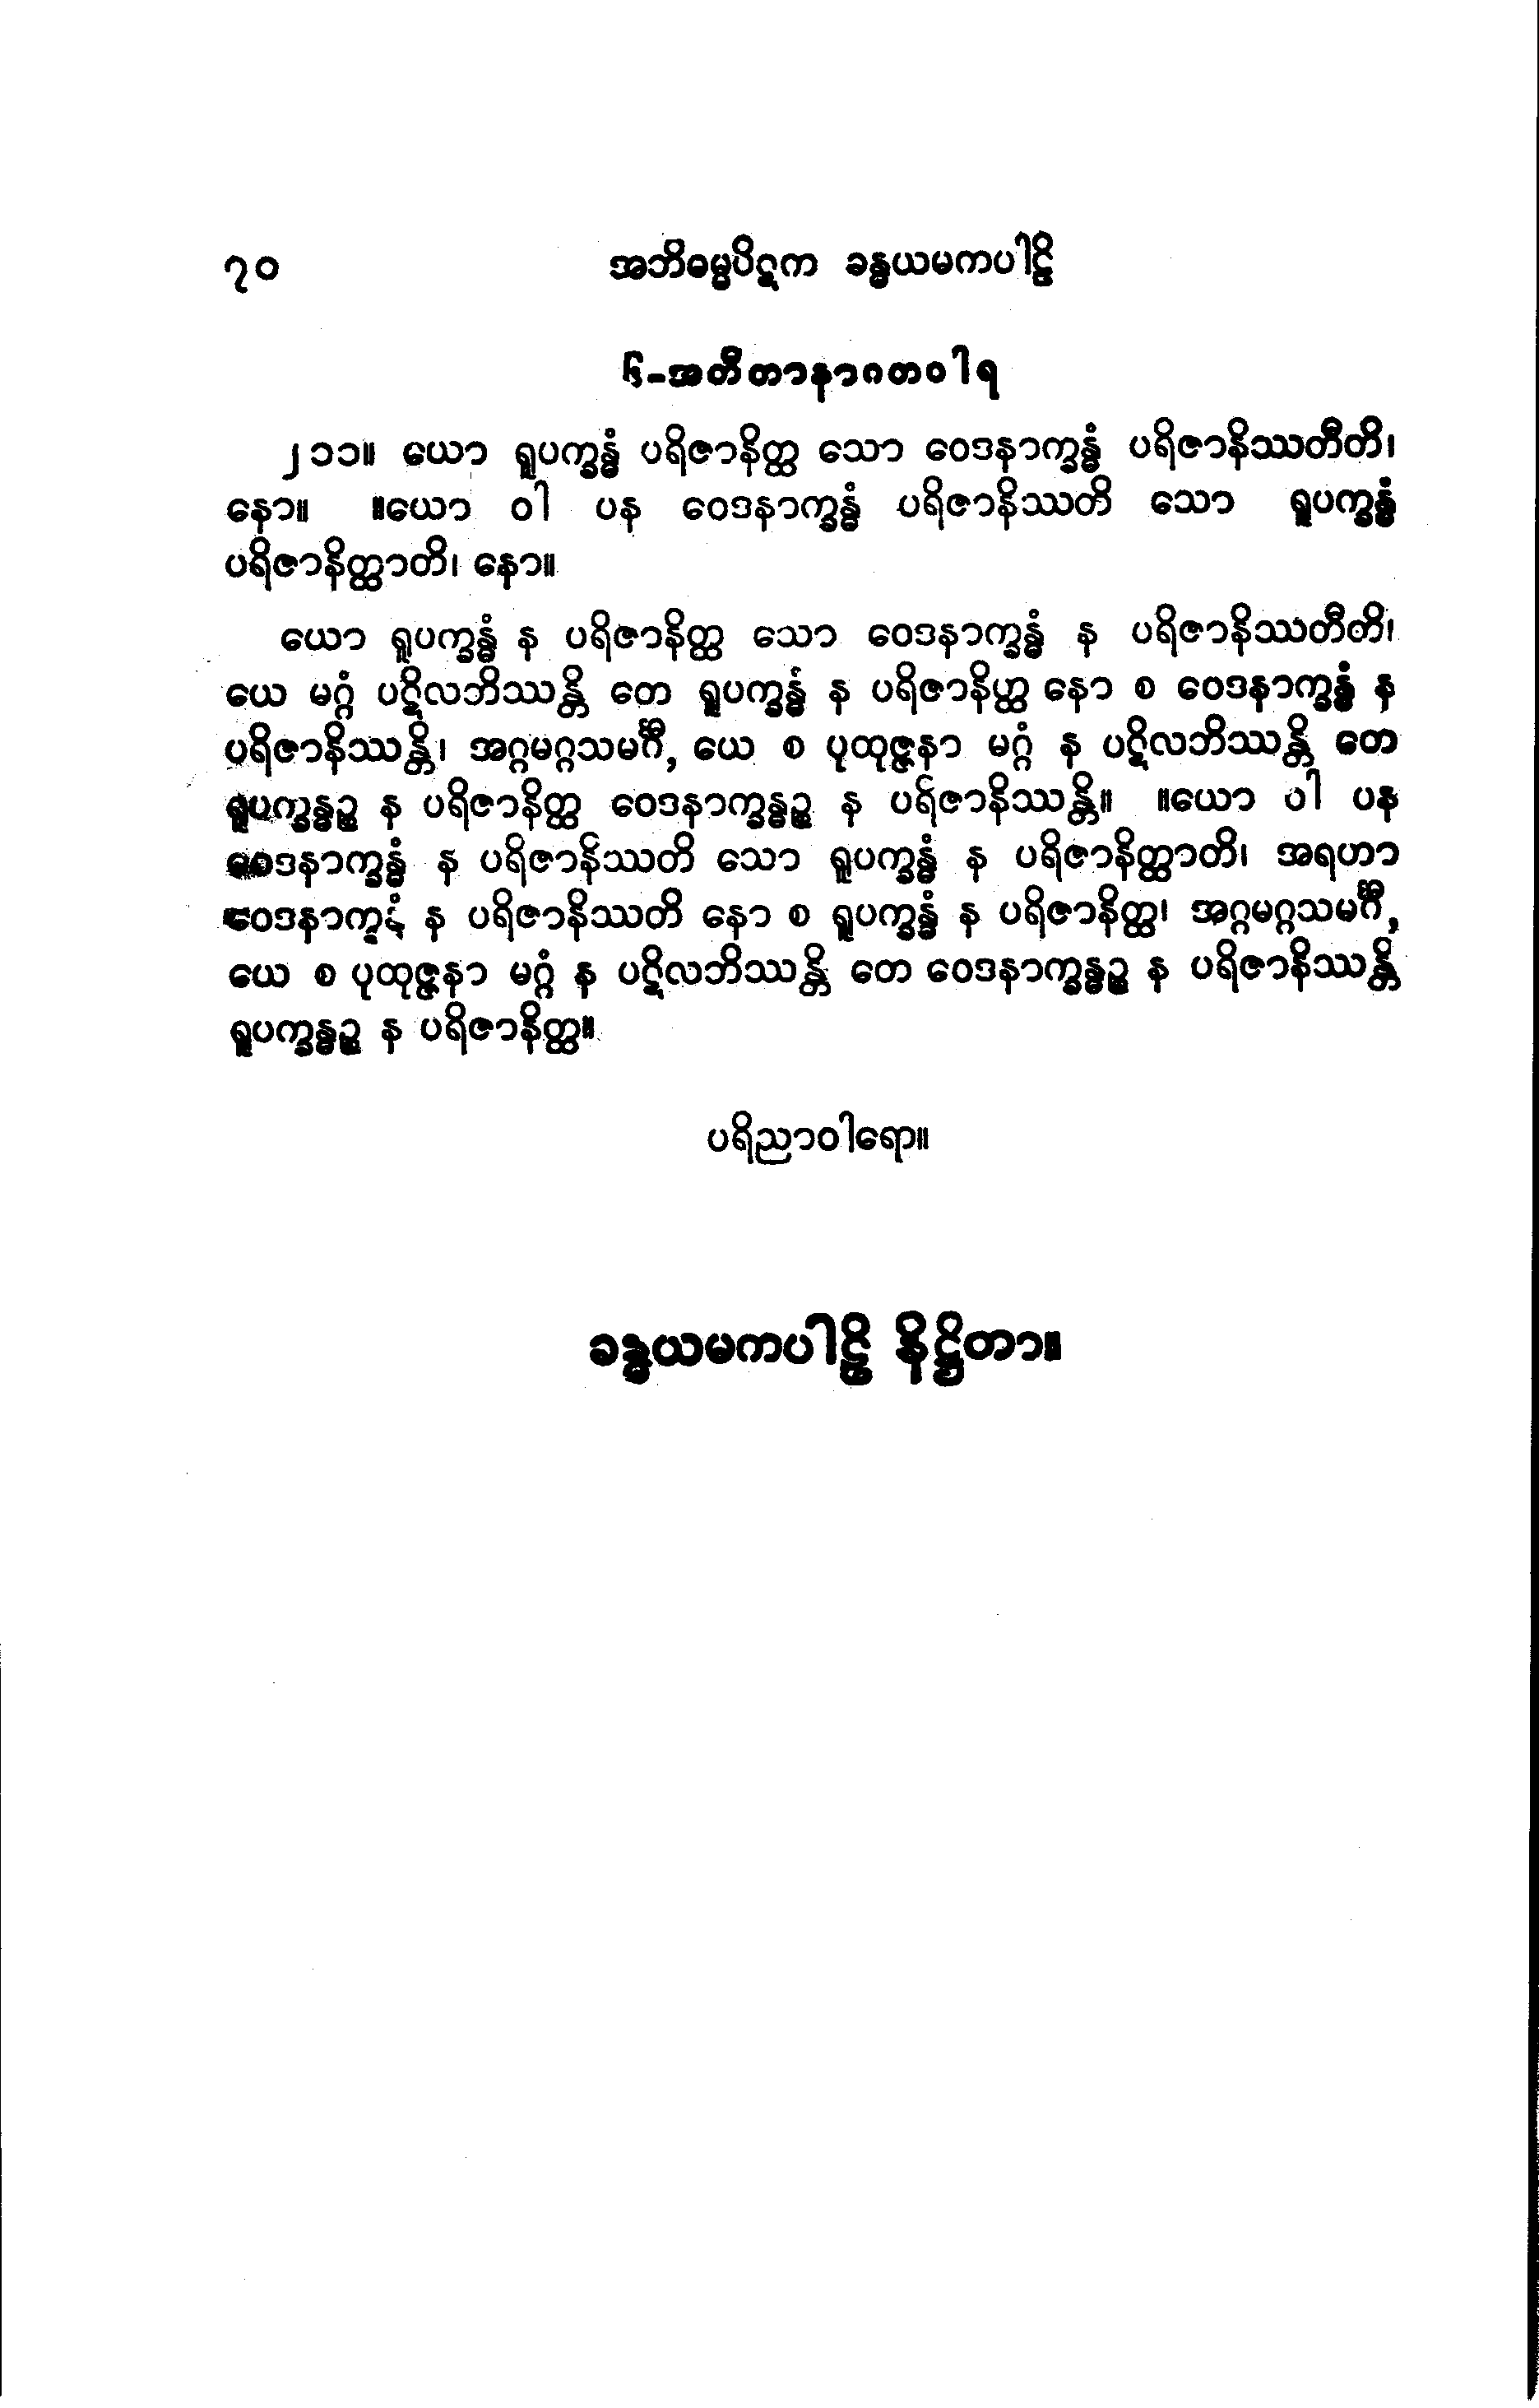 ၇၀ အဘိဓမ္မပိဋက ခန္ဓယမကပါဠိ
၆-အတီတာနာဂတဝါရ
၂၁၁။ ယော ရူပက္ခန္ဓံ ပရိဇာနိတ္ထ သော ဝေဒနာက္ခန္ဓံ ပရိဇာနိဿတီတိ၊
နော။ ။ယော ဝါ ပန ဝေဒနာက္ခန္ဓံ ပရိဇာနိဿတိ သော ရူပက္ခန္ဓံ
ပရိဇာနိတ္ထာတိ၊ နော။
ယော ရူပက္ခန္ဓံ န ပရိဇာနိတ္ထ သော ဝေဒနာက္ခန္ဓံ န ပရိဇာနိဿတီတိ၊
ယေ မဂ္ဂံ ပဋိလဘိဿန္တိ တေ ရူပက္ခန္ဓံ န ပရိဇာနိတ္ထ နော စ ဝေဒနာက္ခန္ဓံ န
ပရိဇာနိဿန္တိ၊ အဂ္ဂမဂ္ဂသမင်္ဂီ, ယေ စ ပုထုဇ္ဇနာ မဂ္ဂံ န ပဋိလဘိဿန္တိ တေ
ရူပက္ခန္ဓဉ္စ န ပရိဇာနိတ္ထ ဝေဒနာက္ခန္ဓဉ္စ န ပရိဇာနိဿန္တိ။ ။ယော ဝါ ပန
ဝေဒနာက္ခန္ဓံ န ပရိဇာနိဿတိ သော ရူပက္ခန္ဓံ န ပရိဇာနိတ္ထာတိ၊ အရဟာ
ဝေဒနာက္ခန္ဓံ န ပရိဇာနိဿတိ နော စ ရူပက္ခန္ဓံ န ပရိဇာနိတ္ထ၊ အဂ္ဂမဂ္ဂသမင်္ဂီ,
ယေ စ ပုထုဇ္ဇနာ မဂ္ဂံ န ပဋိလဘိဿန္တိ တေ ဝေဒနာက္ခန္ဓဉ္စ န ပရိဇာနိဿန္တိ
ရူပက္ခန္ဓဉ္စ န ပရိဇာနိတ္ထ။
ပရိညာဝါရော။
ခန္ဓယမကပါဠိ နိဋ္ဌိတာ။